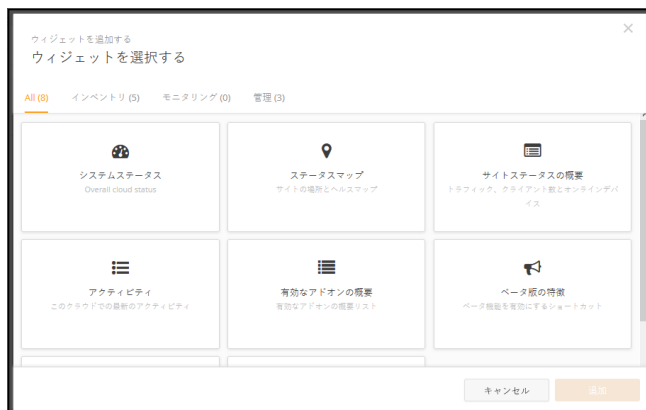 ウィジェットを追加する
ウィジェットを選択する
All (8) インベントリ (5) モニタリング (0) 管理 (3)
システムステータス
Overall cloud status
ステータスマップ
サイトの場所とヘルスマップ
サイトステータスの概要
トラフィック、クライアント数とオンラインデバ
イス
アクティビティ
このクラウドでの最新のアクティビティ
有効なアドオンの概要
有効なアドオンの概要リスト
ベータ版の特徴
ベータ機能を有効にするショートカット
キャンセル
追加